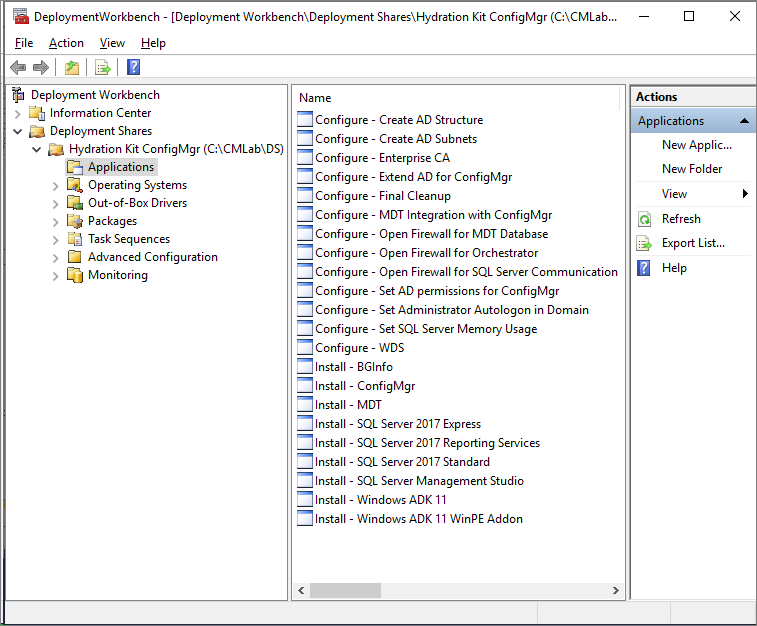 DeploymentWorkbench - [Deployment Workbench\Deployment Shares\Hydration Kit ConfigMgr (C:\CMLab...
File Action View Help
Deployment Workbench
Information Center
Deployment Shares
Hydration Kit ConfigMgr (C:\CMLab\DS)
Applications
Operating Systems
Out-of-Box Drivers
Packages
Task Sequences
Advanced Configuration
Monitoring
Name
Configure - Create AD Structure
Configure - Create AD Subnets
Configure - Enterprise CA
Configure - Extend AD for ConfigMgr
Configure - Final Cleanup
Configure - MDT Integration with ConfigMgr
Configure - Open Firewall for MDT Database
Configure - Open Firewall for Orchestrator
Configure - Open Firewall for SQL Server Communication
Configure - Set AD permissions for ConfigMgr
Configure - Set Administrator Autologon in Domain
Configure - Set SQL Server Memory Usage
Configure - WDS
Install - BGInfo
Install - ConfigMgr
Install - MDT
Install - SQL Server 2017 Express
Install - SQL Server 2017 Reporting Services
Install - SQL Server 2017 Standard
Install - SQL Server Management Studio
Install - Windows ADK 11
Install - Windows ADK 11 WinPE Addon
Actions
Applications
New Applic...
New Folder
View
Refresh
Export List...
Help